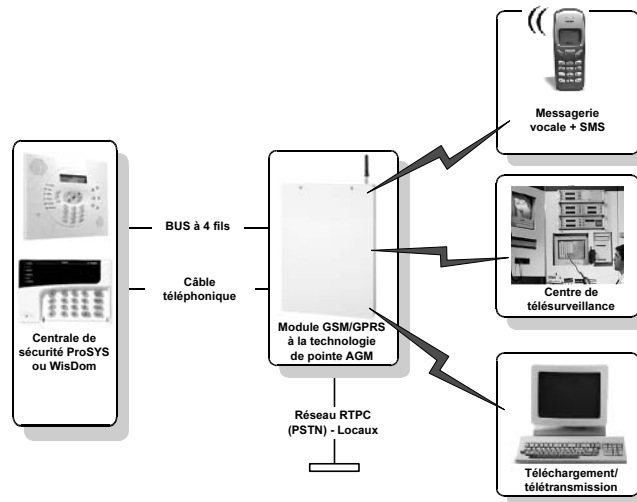 Messagerie
vocale + SMS
BUS à 4 fils
Câble
téléphonique
Centrale de
sécurité ProSYS
ou WisDom
Module GSM/GPRS
à la technologie
de pointe AGM
Centre de
télésurveillance
Réseau RTPC
(PSTN) - Locaux
Téléchargement/
télétransmission